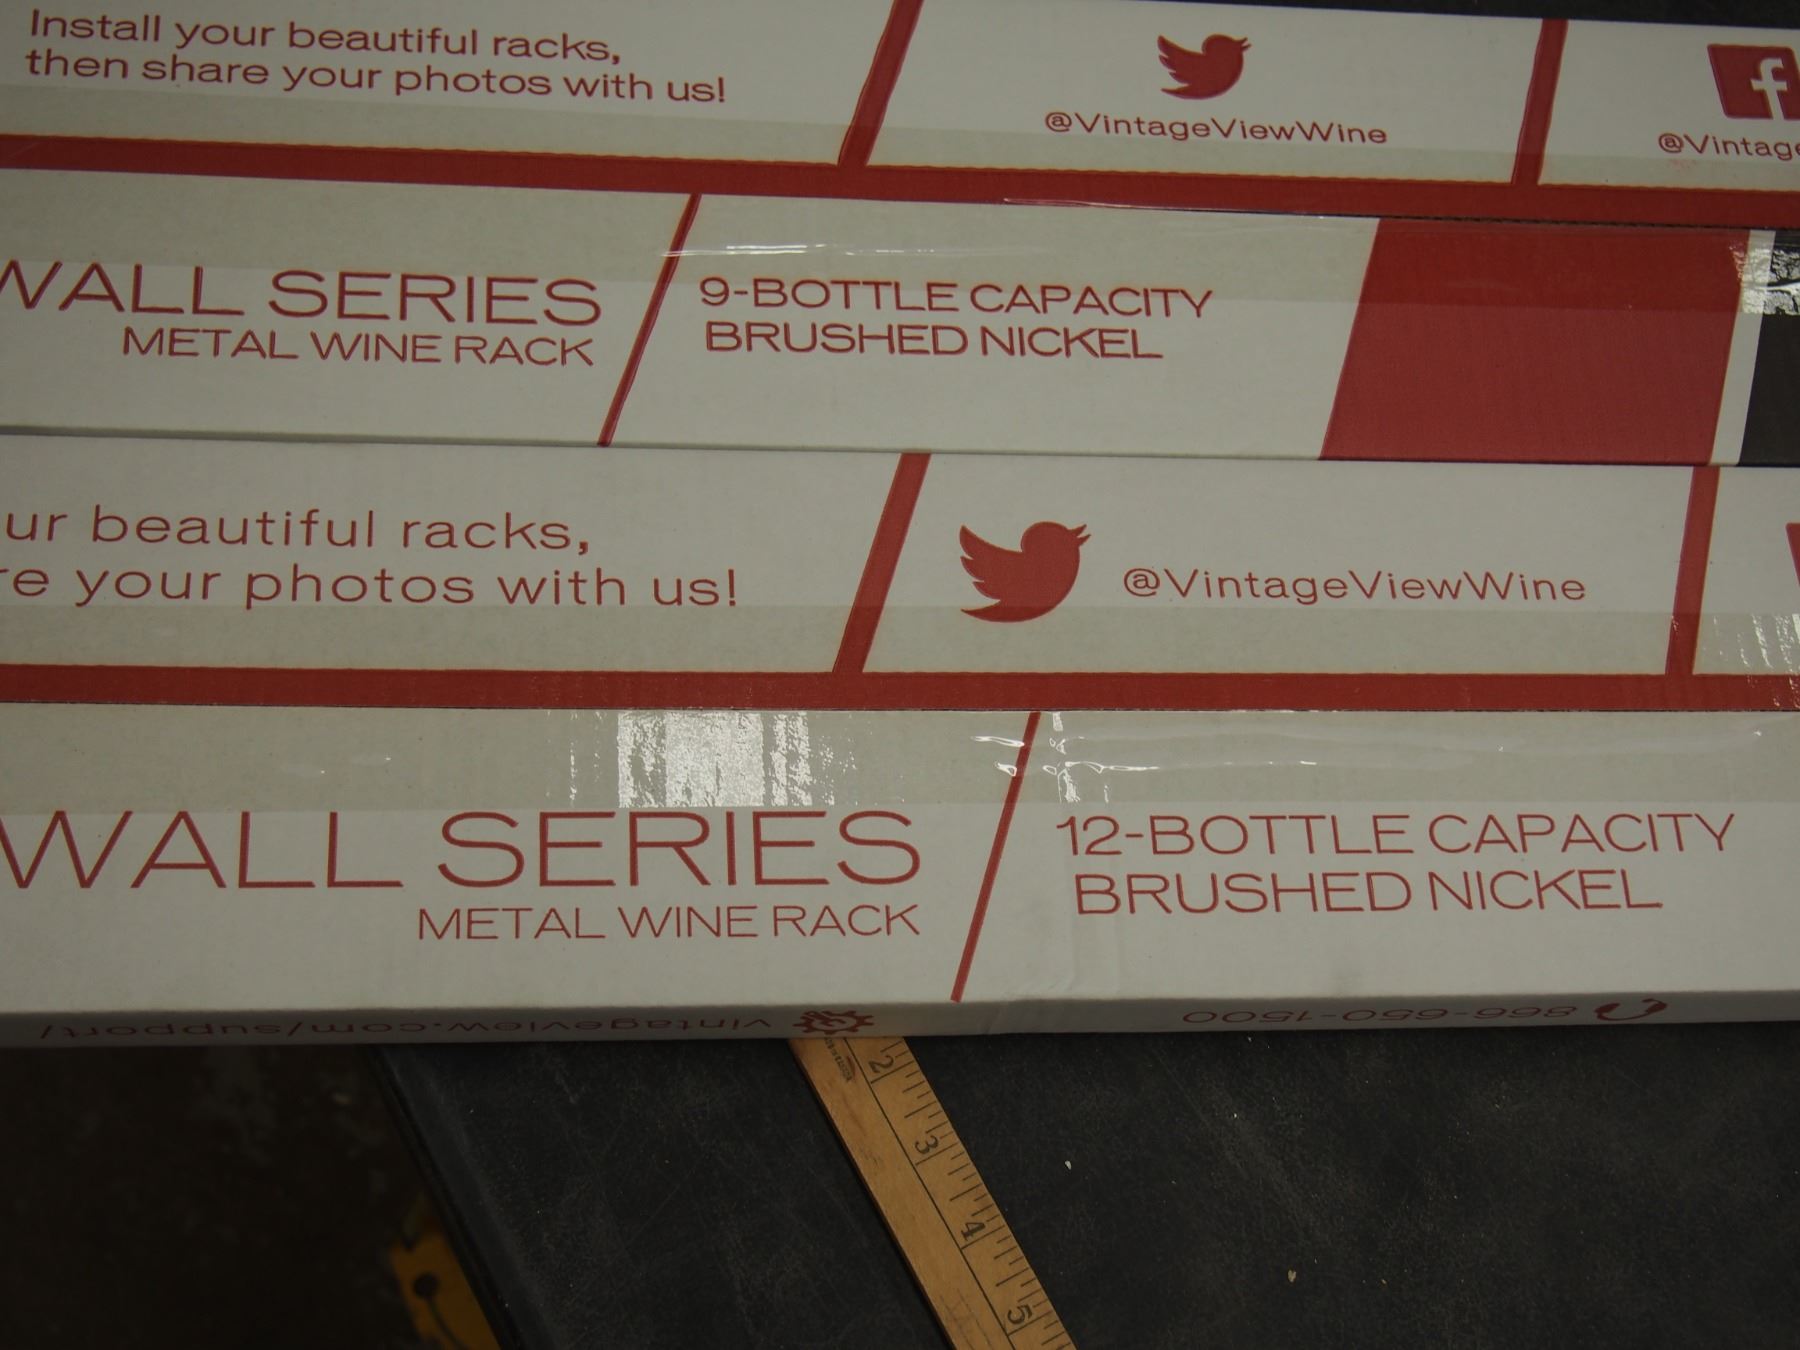 Install your beautiful racks,
then share your photos with us!
@VintageViewWine
f
@Vintage
WALL SERIES
METAL WINE RACK
9-BOTTLE CAPACITY
BRUSHED NICKEL
ur beautiful racks,
re your photos with us!
@VintageViewWine
WALL SERIES
METAL WINE RACK
12-BOTTLE CAPACITY
BRUSHED NICKEL
vintageview.com/support/
866-650-1500
2
3
4
5